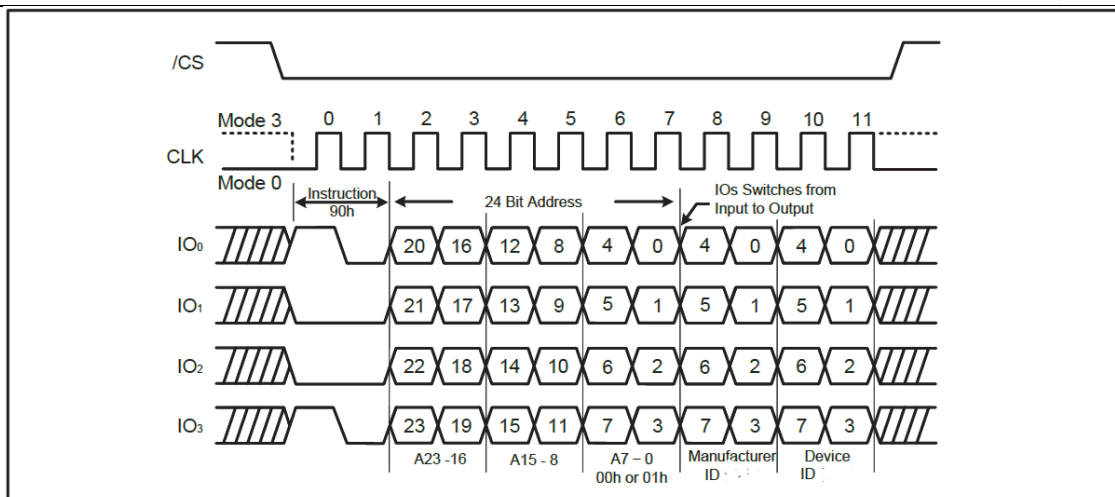 /CS
Mode 3 0 1 2 3 4 5 6 7 8 9 10 11
CLK
Mode 0
Instruction
90h
24 Bit Address
IOs Switches from
Input to Output
IO₀ 20 16 12 8 4 0 4 0 4 0
IO₁ 21 17 13 9 5 1 5 1 5 1
IO₂ 22 18 14 10 6 2 6 2 6 2
IO₃ 23 19 15 11 7 3 7 3 7 3
A23 -16 A15 - 8 A7 – 0 Manufacturer Device
00h or 01h ID ID